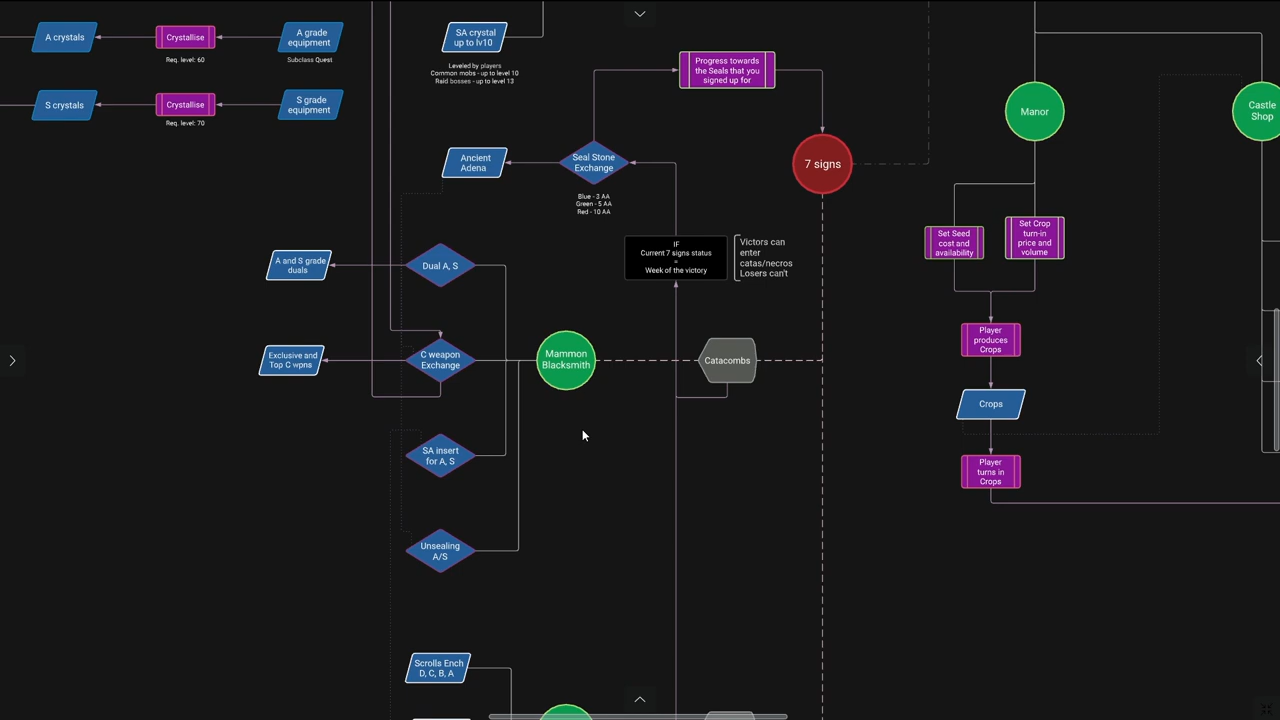 A crystals
Crystallise
Req. level: 60
A grade
equipment
Subclass Quest
SA crystal
up to lv10
Leveled by players
Common mobs - up to level 10
Raid bosses - up to level 13
S crystals
Crystallise
Req. level: 70
S grade
equipment
Progress towards
the Seals that you
signed up for
Manor
Castle
Shop
Ancient
Adena
Seal Stone
Exchange
Blue - 3 AA
Green - 5 AA
Red - 10 AA
7 signs
IF
Current 7 signs status
=
Week of the victory
Victors can
enter
catas/necros
Losers can't
Set Seed
cost and
availability
Set Crop
turn-in
price and
volume
A and S grade
duals
Dual A, S
Exclusive and
Top C wpns
C weapon
Exchange
Mammon
Blacksmith
Catacombs
Player
produces
Crops
Crops
SA insert
for A, S
Player
turns in
Crops
Unsealing
A/S
Scrolls Ench
D, C, B, A